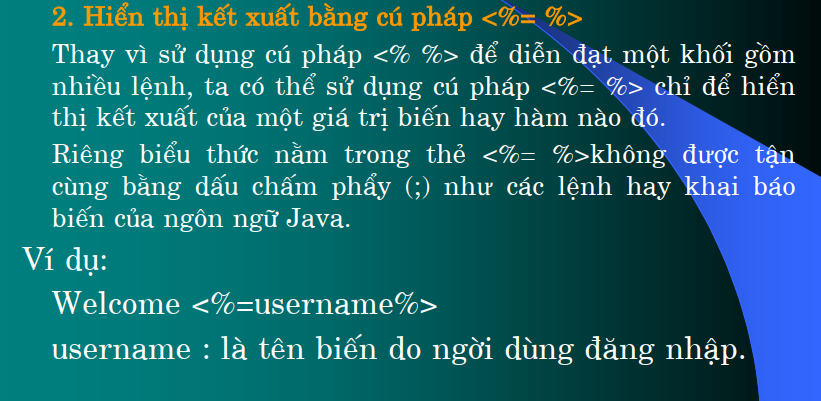 2. Hiển thị kết xuất bằng cú pháp <%= %>
Thay vì sử dụng cú pháp <% %> để diễn đạt một khối gồm
nhiều lệnh, ta có thể sử dụng cú pháp <%= %> chỉ để hiển
thị kết xuất của một giá trị biến hay hàm nào đó.
Riêng biểu thức nằm trong thẻ <%= %>không được tận
cùng bằng dấu chấm phẩy (;) như các lệnh hay khai báo
biến của ngôn ngữ Java.
Ví dụ:
Welcome <%=username%>
username : là tên biến do ngời dùng đăng nhập.